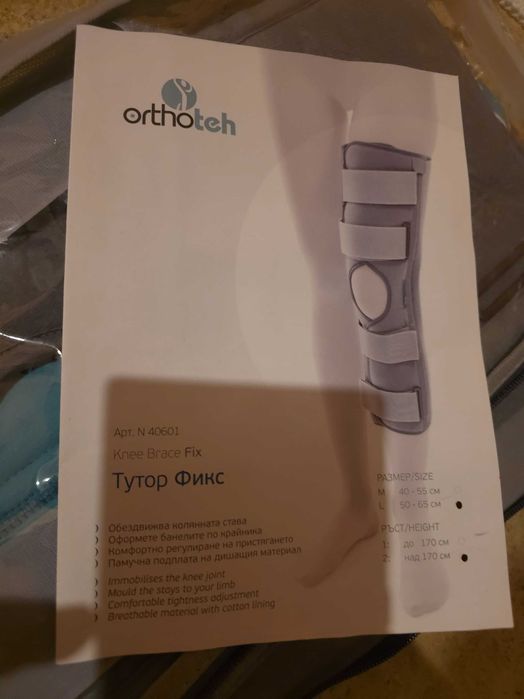 orthoteh
Арт. N 40601
Knee Brace Fix
Тутор Фикс
Обездвижва колянната става
Оформете банелите по крайника
Комфортно регулиране на пристягането
Памучна подплата на дишащия материал
Immobilises the knee joint
Mould the stays to your limb
Comfortable tightness adjustment
Breathable material with cotton lining
РАЗМЕР/SIZE
M 40 - 55 см
L 50 - 65 см
РЪСТ/HEIGHT
1: до 170 см
2: над 170 см